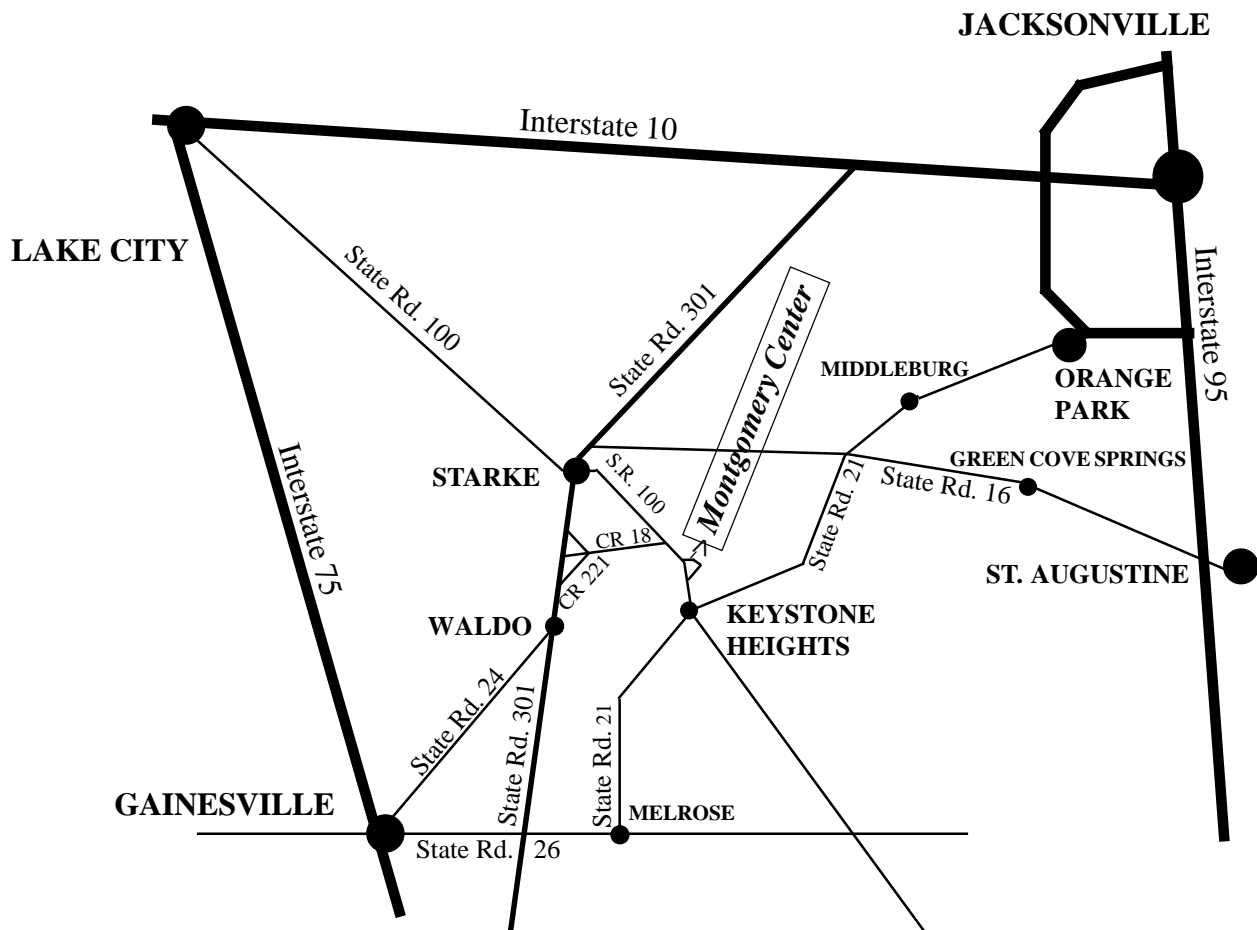 JACKSONVILLE
Interstate 10
LAKE CITY
State Rd. 100
State Rd. 301
Montgomery Center
Interstate 95
MIDDLEBURG
ORANGE
PARK
STARKE
S.R. 100
State Rd. 21
GREEN COVE SPRINGS
State Rd. 16
Interstate 75
CR 18
CR 221
ST. AUGUSTINE
WALDO
KEYSTONE
HEIGHTS
State Rd. 24
State Rd. 301
State Rd. 21
GAINESVILLE
MELROSE
State Rd. 26